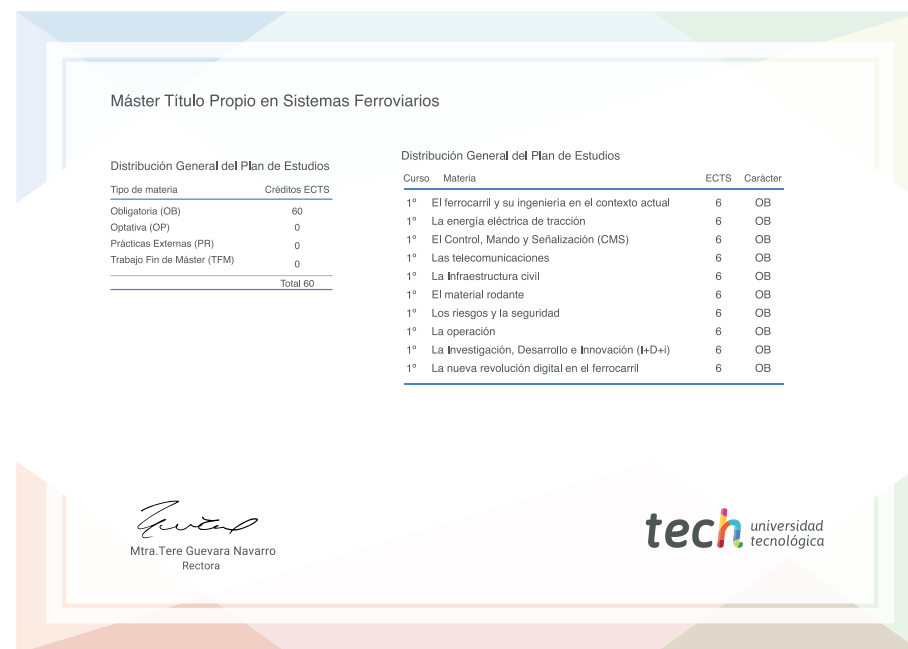 Máster Título Propio en Sistemas Ferroviarios
Distribución General del Plan de Estudios
Tipo de materia Créditos ECTS
Obligatoria (OB) 60
Optativa (OP) 0
Prácticas Externas (PR) 0
Trabajo Fin de Máster (TFM) 0
Total 60
Distribución General del Plan de Estudios
Curso Materia ECTS Carácter
1º El ferrocarril y su ingeniería en el contexto actual 6 OB
1º La energía eléctrica de tracción 6 OB
1º El Control, Mando y Señalización (CMS) 6 OB
1º Las telecomunicaciones 6 OB
1º La Infraestructura civil 6 OB
1º El material rodante 6 OB
1º Los riesgos y la seguridad 6 OB
1º La operación 6 OB
1º La Investigación, Desarrollo e Innovación (I+D+i) 6 OB
1º La nueva revolución digital en el ferrocarril 6 OB
Mtra.Tere Guevara Navarro
Rectora
tech universidad
tecnológica